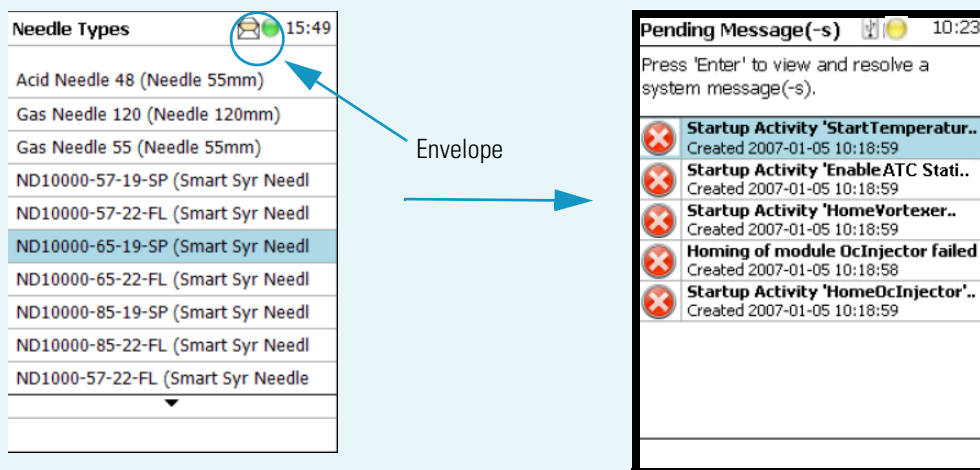 Needle Types 15:49
Acid Needle 48 (Needle 55mm)
Gas Needle 120 (Needle 120mm)
Gas Needle 55 (Needle 55mm)
ND10000-57-19-SP (Smart Syr Needl
ND10000-57-22-FL (Smart Syr Needl
ND10000-65-19-SP (Smart Syr Needl
ND10000-65-22-FL (Smart Syr Needl
ND10000-85-19-SP (Smart Syr Needl
ND10000-85-22-FL (Smart Syr Needl
ND1000-57-22-FL (Smart Syr Needle
Envelope
Pending Message(-s) 10:23
Press 'Enter' to view and resolve a
system message(-s).
Startup Activity 'StartTemperatur..
Created 2007-01-05 10:18:59
Startup Activity 'Enable ATC Stati..
Created 2007-01-05 10:18:59
Startup Activity 'HomeVortexer..
Created 2007-01-05 10:18:59
Homing of module OcInjector failed
Created 2007-01-05 10:18:58
Startup Activity 'HomeOcInjector'..
Created 2007-01-05 10:18:59